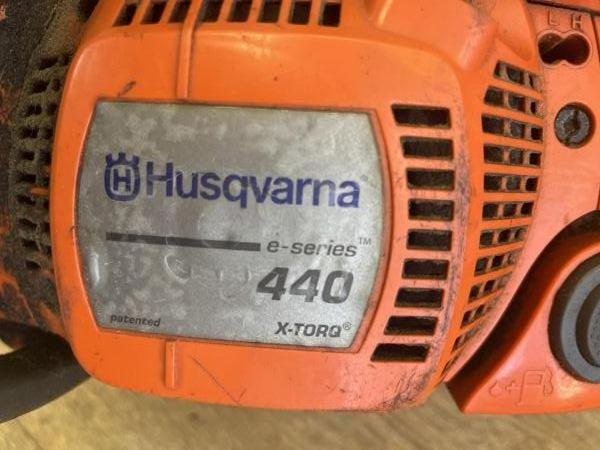 L H
H Husqvarna
e-series™
440
patented X-TORQ®